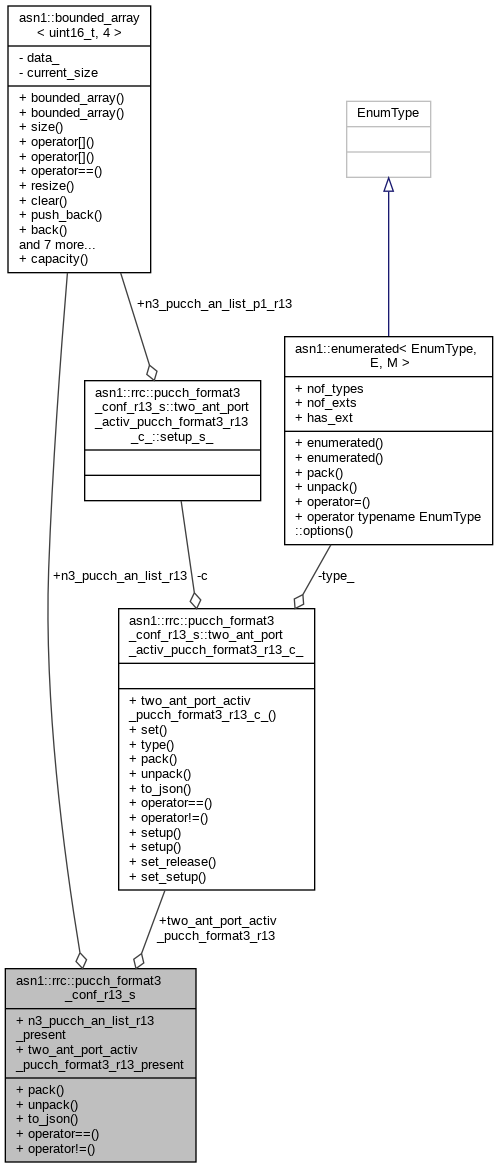 asn1::bounded_array
< uint16_t, 4 >
- data_
- current_size
+ bounded_array()
+ bounded_array()
+ size()
+ operator[]()
+ operator[]()
+ operator==()
+ resize()
+ clear()
+ push_back()
+ back()
and 7 more...
+ capacity()
EnumType
+n3_pucch_an_list_p1_r13
asn1::enumerated< EnumType,
E, M >
+ nof_types
+ nof_exts
+ has_ext
+ enumerated()
+ enumerated()
+ pack()
+ unpack()
+ operator=()
+ operator typename EnumType
::options()
asn1::rrc::pucch_format3
_conf_r13_s::two_ant_port
_activ_pucch_format3_r13
_c_::setup_s_
+n3_pucch_an_list_r13
-c
-type_
asn1::rrc::pucch_format3
_conf_r13_s::two_ant_port
_activ_pucch_format3_r13_c_
+ two_ant_port_activ
_pucch_format3_r13_c_()
+ set()
+ type()
+ pack()
+ unpack()
+ to_json()
+ operator==()
+ operator!=()
+ setup()
+ setup()
+ set_release()
+ set_setup()
+two_ant_port_activ
_pucch_format3_r13
asn1::rrc::pucch_format3
_conf_r13_s
+ n3_pucch_an_list_r13
_present
+ two_ant_port_activ
_pucch_format3_r13_present
+ pack()
+ unpack()
+ to_json()
+ operator==()
+ operator!=()